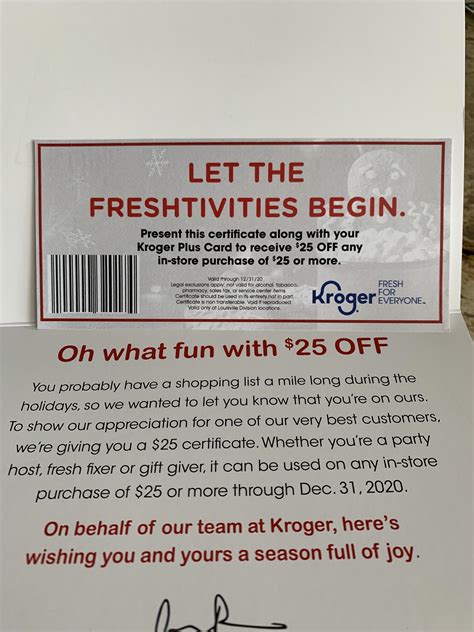 LET THE
FRESHTIVITIES BEGIN.
Present this certificate along with your
Kroger Plus Card to receive $25 OFF any
in-store purchase of $25 or more.
Valid through 12/31/20
Legal exclusions apply: not valid for alcohol, tobacco,
pharmacy, sales tax, or service center items.
Certificate should be used in its entirety not in part.
Certificate is non transferable. Void if reproduced.
Valid only at Louisville Division locations.
Kroger
FRESH
FOR
EVERYONE™
Oh what fun with $25 OFF
You probably have a shopping list a mile long during the
holidays, so we wanted to let you know that you're on ours.
To show our appreciation for one of our very best customers,
we're giving you a $25 certificate. Whether you're a party
host, fresh fixer or gift giver, it can be used on any in-store
purchase of $25 or more through Dec. 31, 2020.
On behalf of our team at Kroger, here's
wishing you and yours a season full of joy.